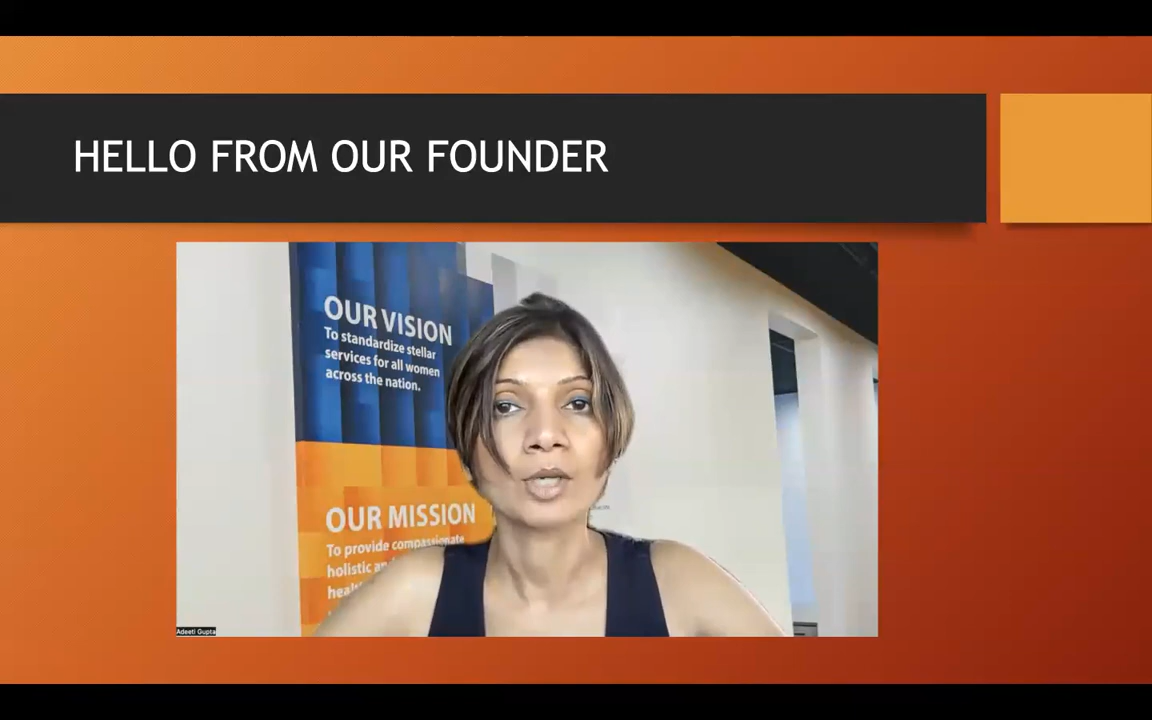 HELLO FROM OUR FOUNDER
OUR VISION
To standardize stellar
services for all women
across the nation.
OUR MISSION
To provide compassionate
holistic
Adeeti Gupta